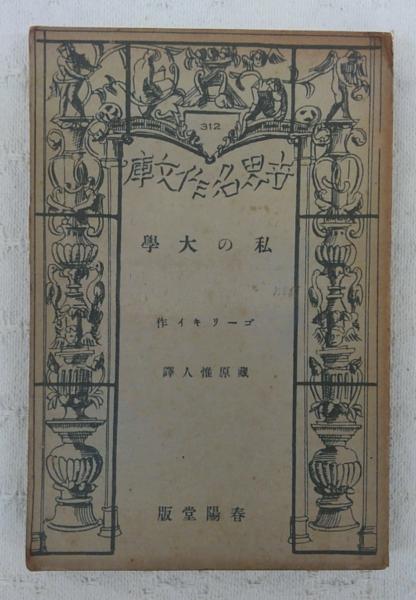 312
世界名作文庫
私の大學
ゴーリキイ作
藏原惟人譯
春陽堂版